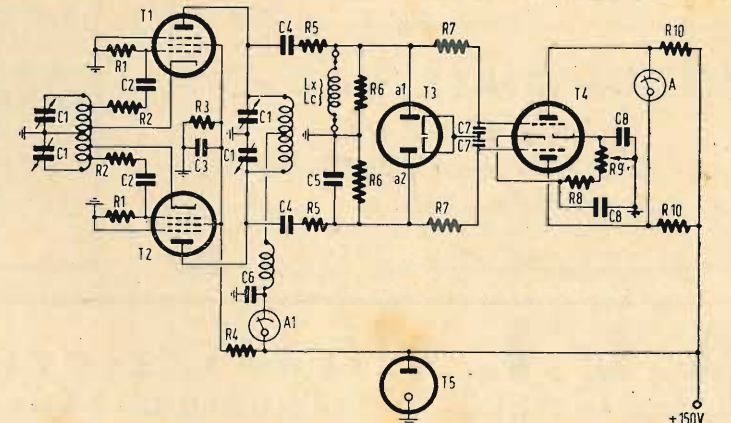 T1
C4
R5
R7
R10
R1
C2
A
Lx
Lc
R6
a1
T3
T4
C8
C1
R2
R3
C1
C7
C7
C1
C3
C1
R9
R2
C5
R6
a2
R8
C8
C2
R1
C4
R5
R7
R10
T2
C6
A1
R4
T5
+150V